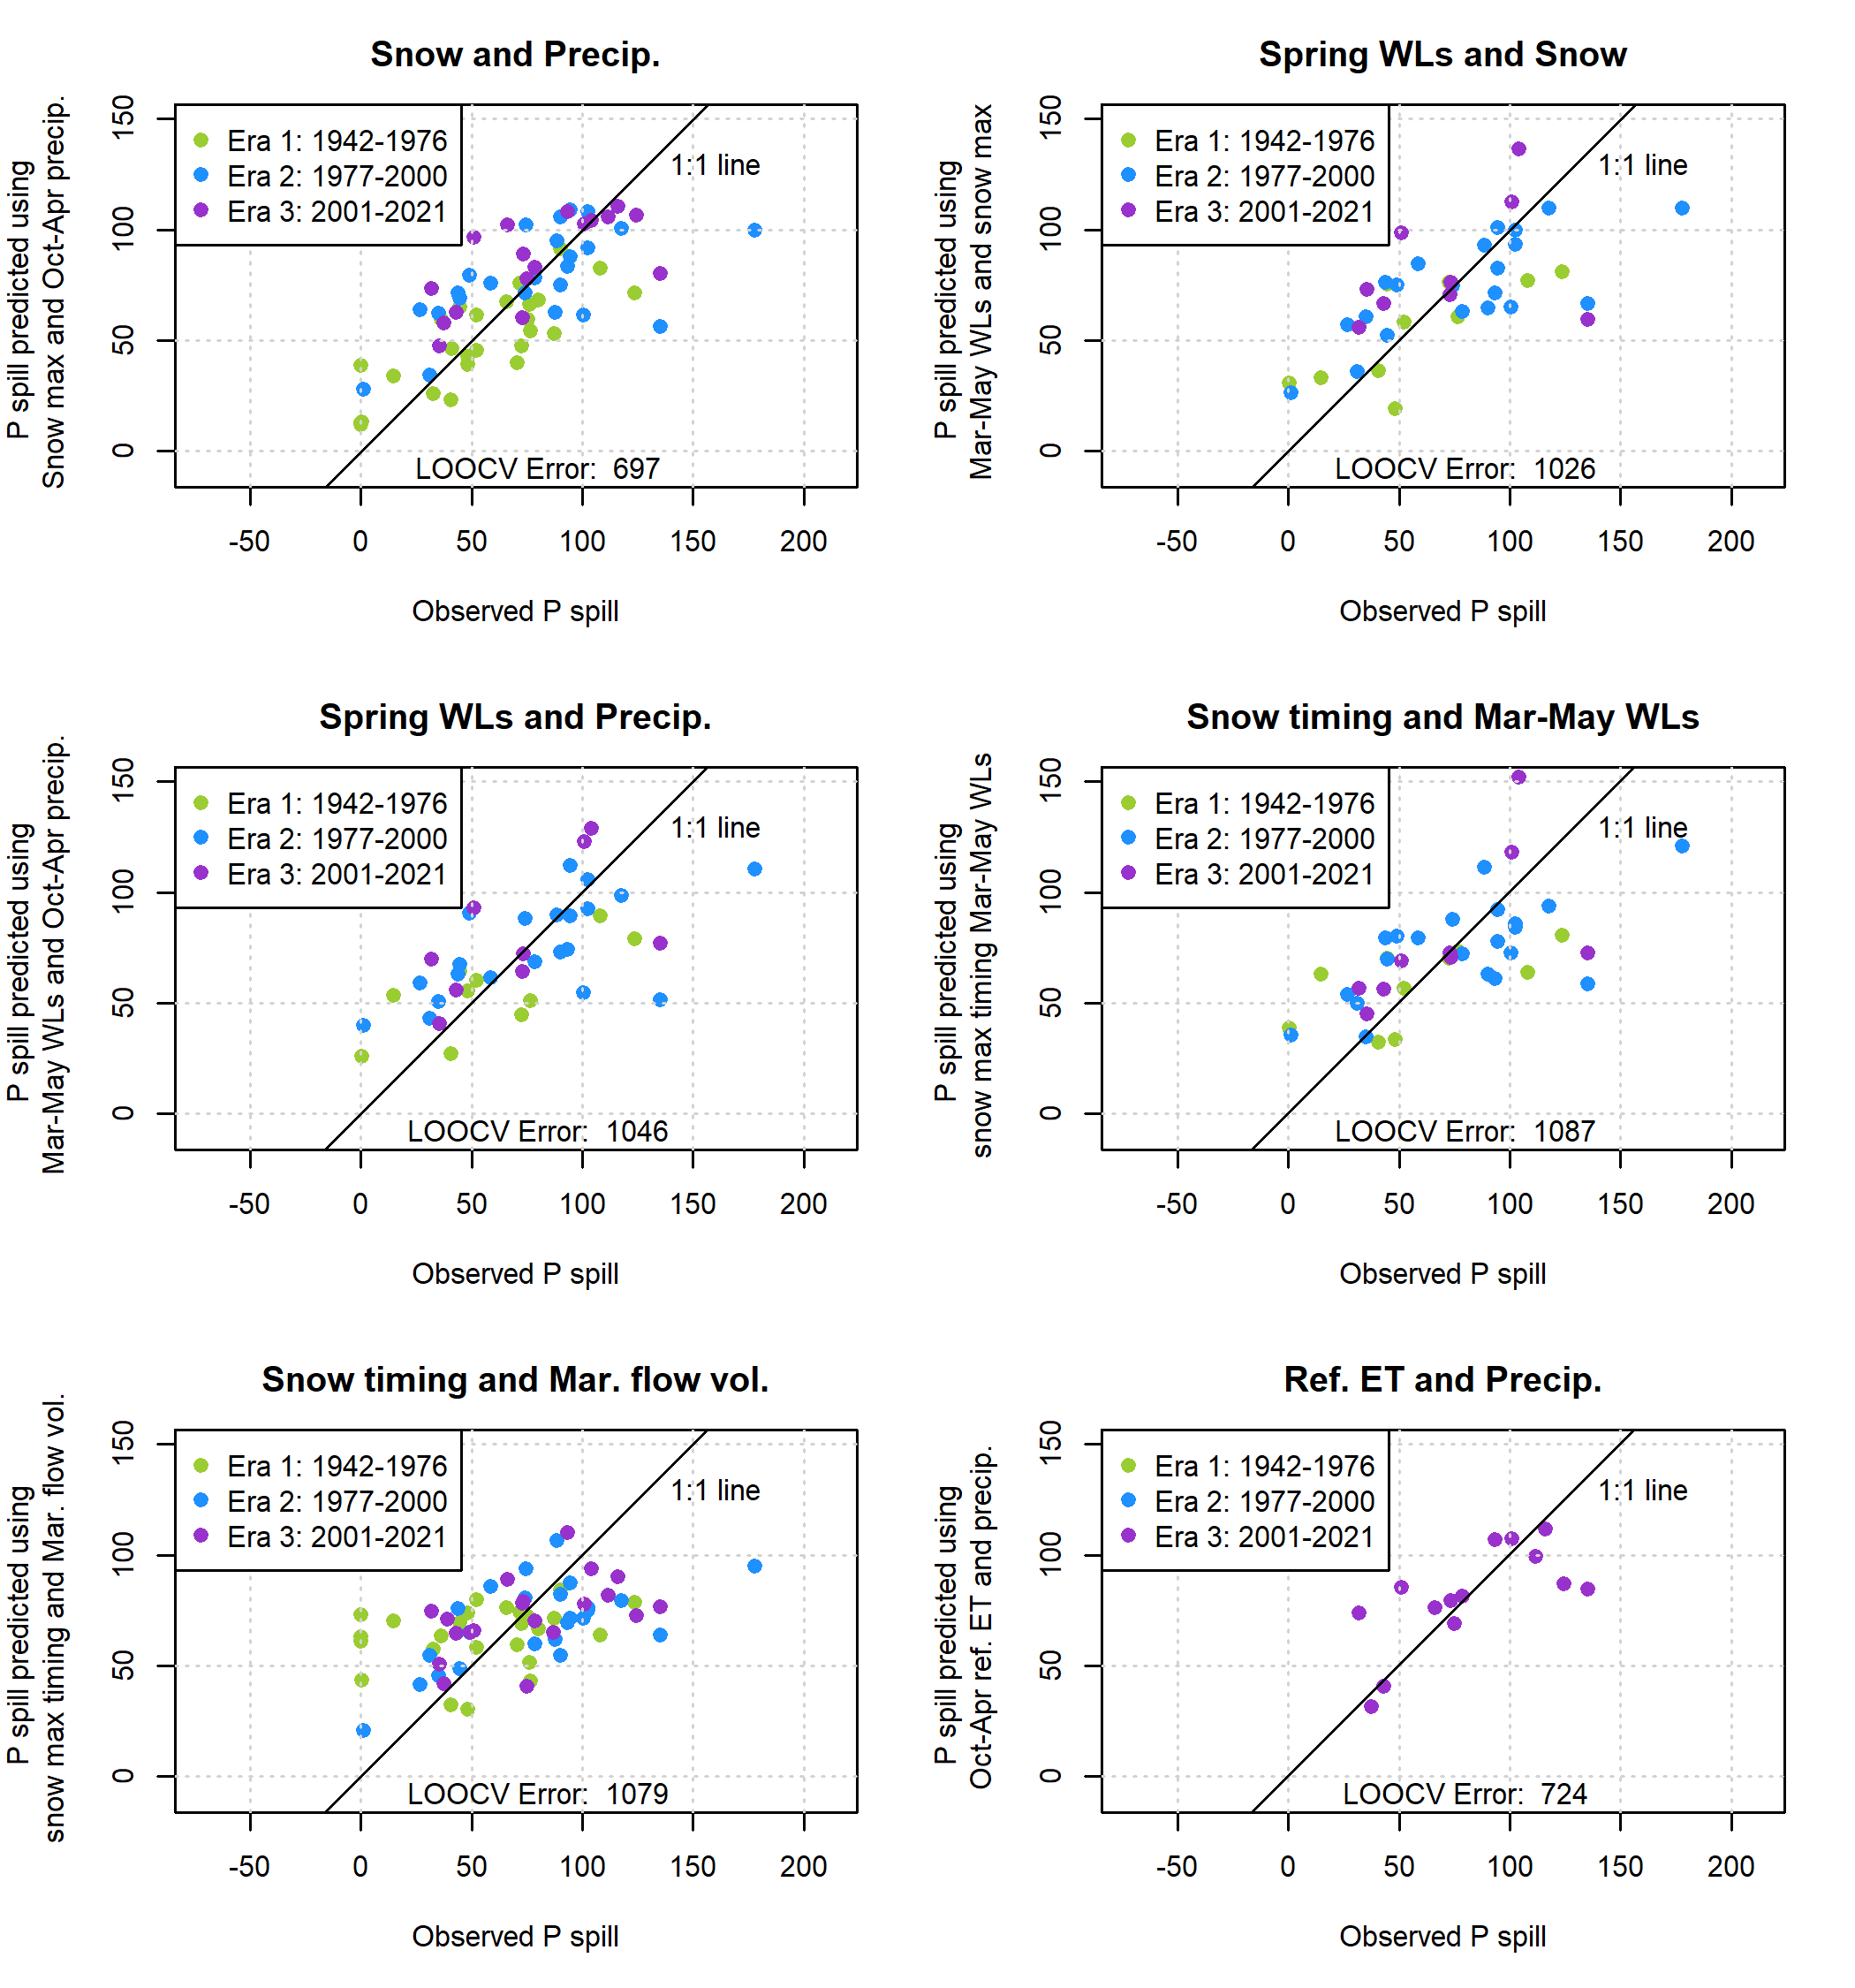 Snow and Precip.
P spill predicted using
Snow max and Oct-Apr precip.
150
100
50
0
Era 1: 1942-1976
Era 2: 1977-2000
Era 3: 2001-2021
1:1 line
LOOCV Error: 697
-50 0 50 100 150 200
Observed P spill
Spring WLs and Snow
P spill predicted using
Mar-May WLs and snow max
150
100
50
0
Era 1: 1942-1976
Era 2: 1977-2000
Era 3: 2001-2021
1:1 line
LOOCV Error: 1026
-50 0 50 100 150 200
Observed P spill
Spring WLs and Precip.
P spill predicted using
Mar-May WLs and Oct-Apr precip.
150
100
50
0
Era 1: 1942-1976
Era 2: 1977-2000
Era 3: 2001-2021
1:1 line
LOOCV Error: 1046
-50 0 50 100 150 200
Observed P spill
Snow timing and Mar-May WLs
P spill predicted using
snow max timing Mar-May WLs
150
100
50
0
Era 1: 1942-1976
Era 2: 1977-2000
Era 3: 2001-2021
1:1 line
LOOCV Error: 1087
-50 0 50 100 150 200
Observed P spill
Snow timing and Mar. flow vol.
P spill predicted using
snow max timing and Mar. flow vol.
150
100
50
0
Era 1: 1942-1976
Era 2: 1977-2000
Era 3: 2001-2021
1:1 line
LOOCV Error: 1079
-50 0 50 100 150 200
Observed P spill
Ref. ET and Precip.
P spill predicted using
Oct-Apr ref. ET and precip.
150
100
50
0
Era 1: 1942-1976
Era 2: 1977-2000
Era 3: 2001-2021
1:1 line
LOOCV Error: 724
-50 0 50 100 150 200
Observed P spill